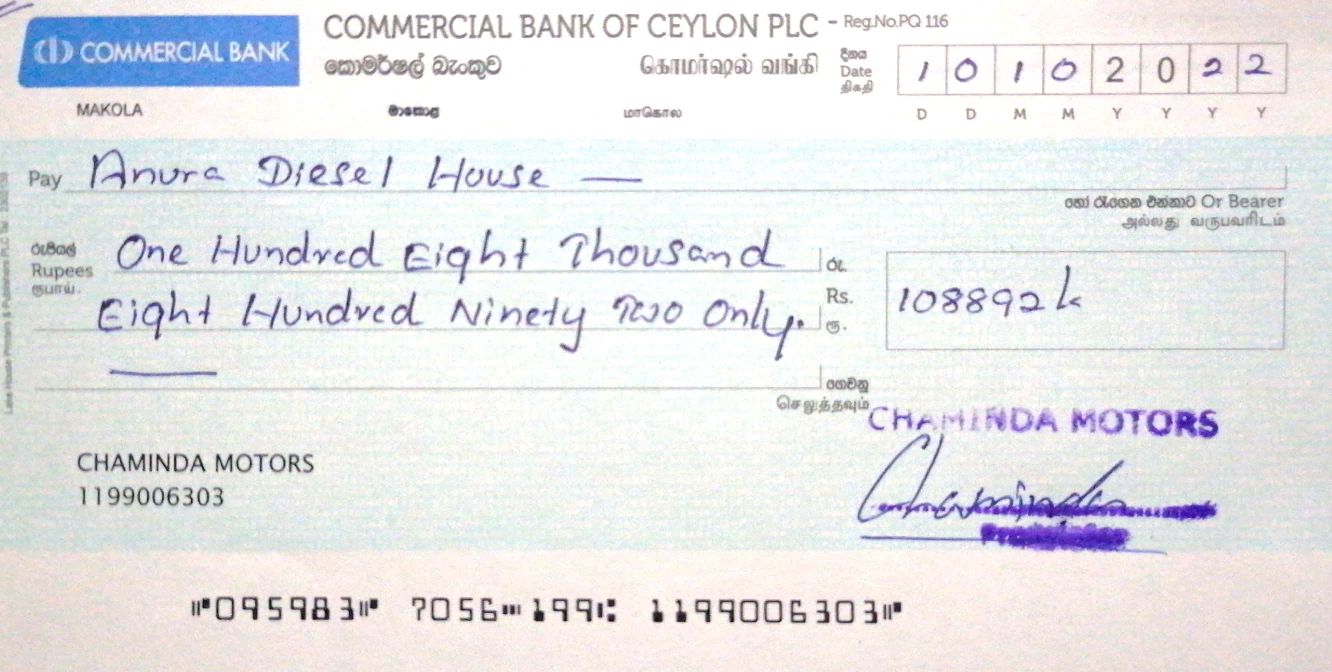 COMMERCIAL BANK
COMMERCIAL BANK OF CEYLON PLC - Reg.No.PQ 116
කොමර්ෂල් බැංකුව கொமர்ஷல் வங்கி
දිනය
Date
திகதி
1 0 1 0 2 0 2 2
D D M M Y Y Y Y
MAKOLA මාකොළ மாகொல
Pay Anura Diesel House —
හෝ රැගෙන එන්නාට Or Bearer
அல்லது வருபவரிடம்
රුපියල්
Rupees
ரூபாய்
One Hundred Eight Thousand
Eight Hundred Ninety Two Only.
රු.
Rs.
ரூ.
108892/=
ගෙවනු
செலுத்தவும்
CHAMINDA MOTORS
CHAMINDA MOTORS
1199006303
Chaminda
⑈095983⑈ 7056⑉199⑆ 1199006303⑈